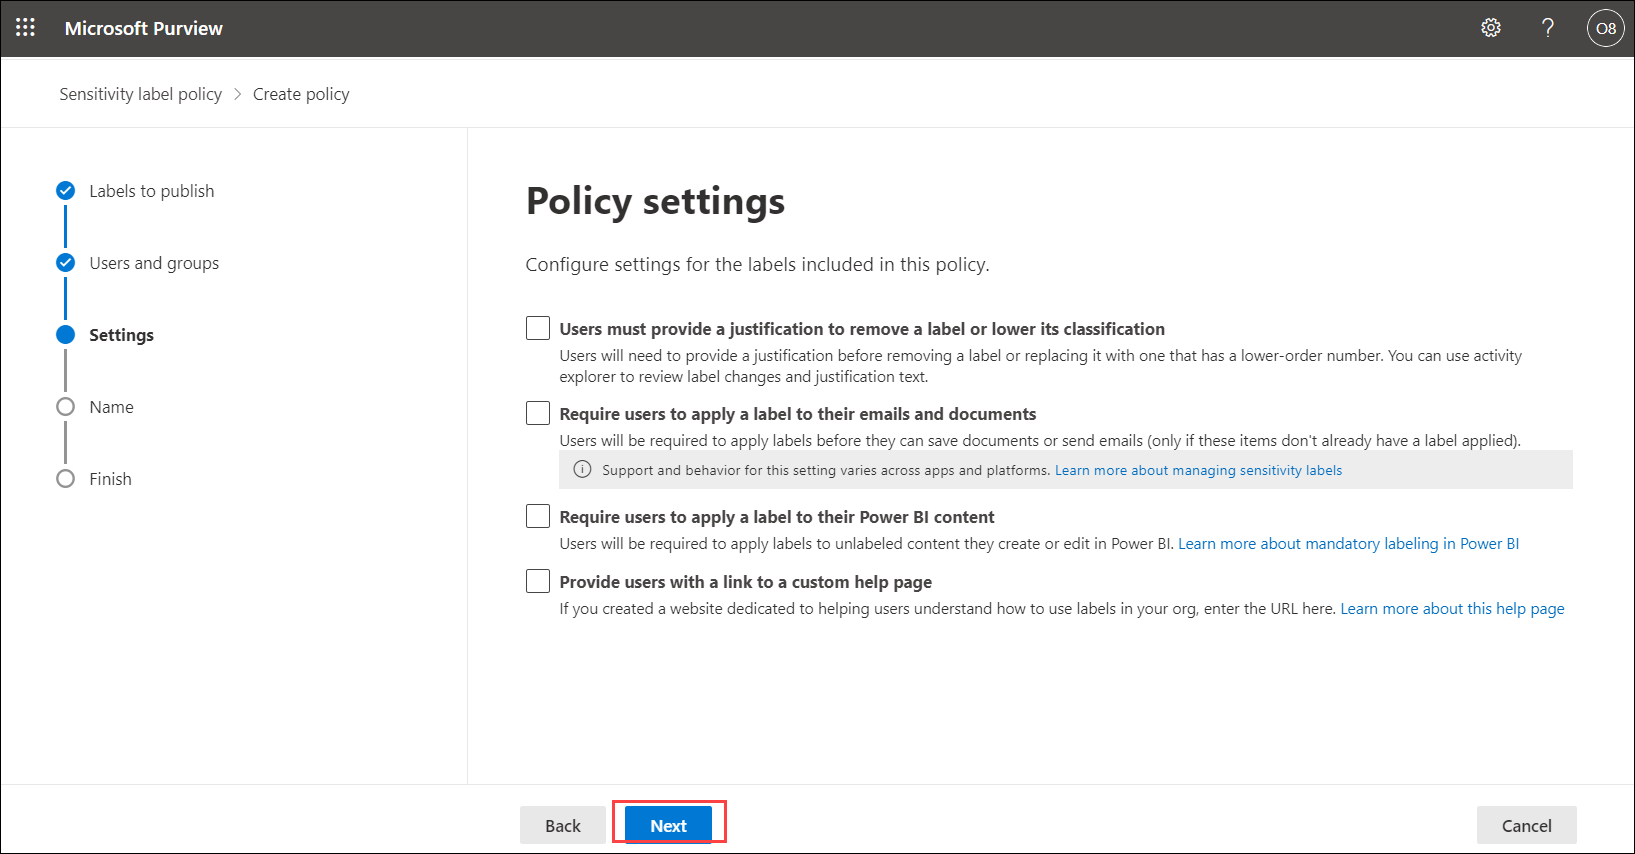 Microsoft Purview
?
O8
Sensitivity label policy > Create policy
Labels to publish
Users and groups
Settings
Name
Finish
Policy settings
Configure settings for the labels included in this policy.
Users must provide a justification to remove a label or lower its classification
Users will need to provide a justification before removing a label or replacing it with one that has a lower-order number. You can use activity
explorer to review label changes and justification text.
Require users to apply a label to their emails and documents
Users will be required to apply labels before they can save documents or send emails (only if these items don't already have a label applied).
Support and behavior for this setting varies across apps and platforms. Learn more about managing sensitivity labels
Require users to apply a label to their Power BI content
Users will be required to apply labels to unlabeled content they create or edit in Power BI. Learn more about mandatory labeling in Power BI
Provide users with a link to a custom help page
If you created a website dedicated to helping users understand how to use labels in your org, enter the URL here. Learn more about this help page
Back
Next
Cancel